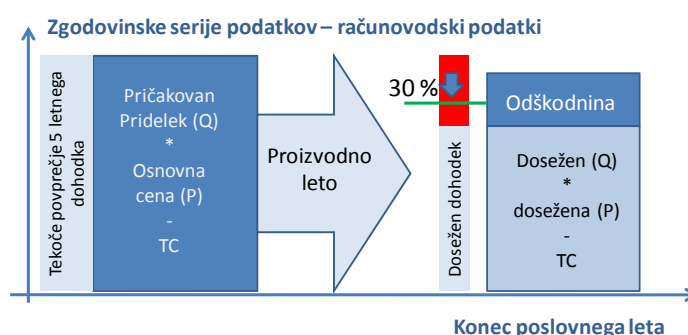 Zgodovinske serije podatkov – računovodski podatki
Tekoče povprečje 5 letnega
dohodka
Pričakovan
Pridelek (Q)
*
Osnovna
cena (P)
-
TC
Proizvodno
leto
30 %
Dosežen dohodek
Odškodnina
Dosežen (Q)
*
dosežena (P)
-
TC
Konec poslovnega leta